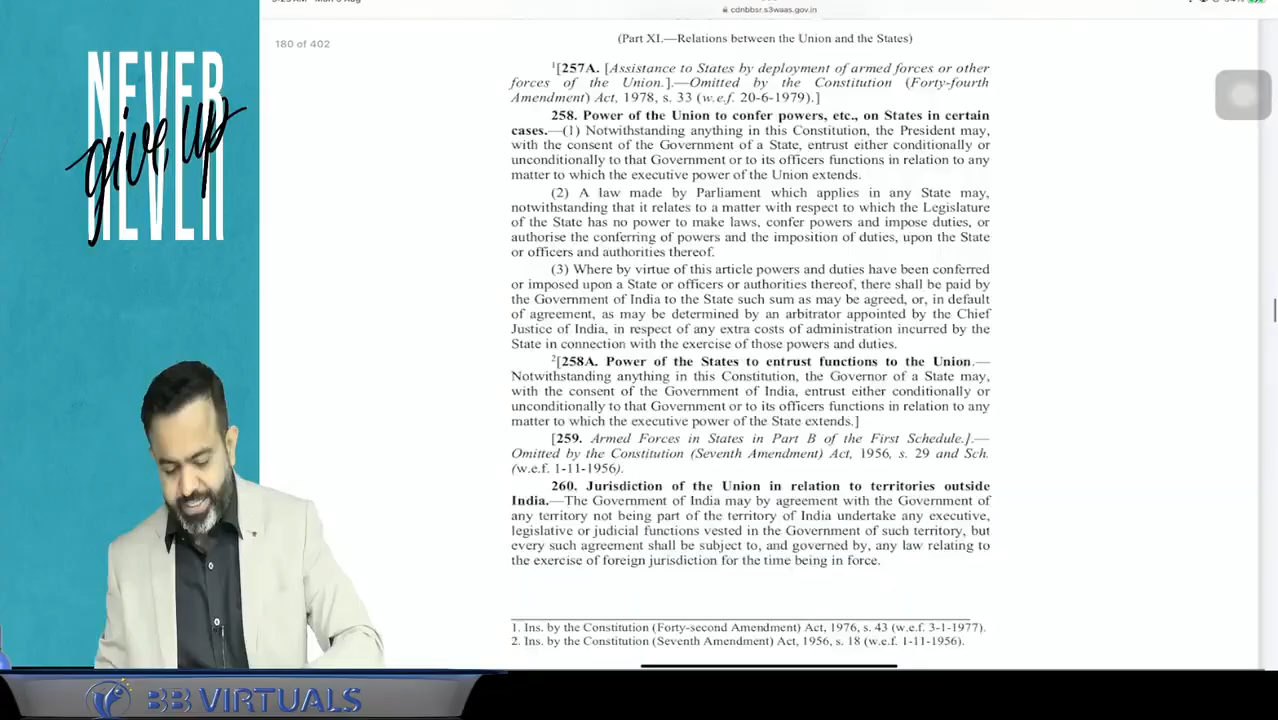 cdnbbsr.s3waas.gov.in
180 of 402
(Part XI.—Relations between the Union and the States)
1[257A. [Assistance to States by deployment of armed forces or other
forces of the Union.].—Omitted by the Constitution (Forty-fourth
Amendment) Act, 1978, s. 33 (w.e.f. 20-6-1979).]
258. Power of the Union to confer powers, etc., on States in certain
cases.—(1) Notwithstanding anything in this Constitution, the President may,
with the consent of the Government of a State, entrust either conditionally or
unconditionally to that Government or to its officers functions in relation to any
matter to which the executive power of the Union extends.
(2) A law made by Parliament which applies in any State may,
notwithstanding that it relates to a matter with respect to which the Legislature
of the State has no power to make laws, confer powers and impose duties, or
authorise the conferring of powers and the imposition of duties, upon the State
or officers and authorities thereof.
(3) Where by virtue of this article powers and duties have been conferred
or imposed upon a State or officers or authorities thereof, there shall be paid by
the Government of India to the State such sum as may be agreed, or, in default
of agreement, as may be determined by an arbitrator appointed by the Chief
Justice of India, in respect of any extra costs of administration incurred by the
State in connection with the exercise of those powers and duties.
2[258A. Power of the States to entrust functions to the Union.—
Notwithstanding anything in this Constitution, the Governor of a State may,
with the consent of the Government of India, entrust either conditionally or
unconditionally to that Government or to its officers functions in relation to any
matter to which the executive power of the State extends.]
[259. Armed Forces in States in Part B of the First Schedule.].—
Omitted by the Constitution (Seventh Amendment) Act, 1956, s. 29 and Sch.
(w.e.f. 1-11-1956).
260. Jurisdiction of the Union in relation to territories outside
India.—The Government of India may by agreement with the Government of
any territory not being part of the territory of India undertake any executive,
legislative or judicial functions vested in the Government of such territory, but
every such agreement shall be subject to, and governed by, any law relating to
the exercise of foreign jurisdiction for the time being in force.
1. Ins. by the Constitution (Forty-second Amendment) Act, 1976, s. 43 (w.e.f. 3-1-1977).
2. Ins. by the Constitution (Seventh Amendment) Act, 1956, s. 18 (w.e.f. 1-11-1956).
NEVER
give up
NEVER
BB VIRTUALS